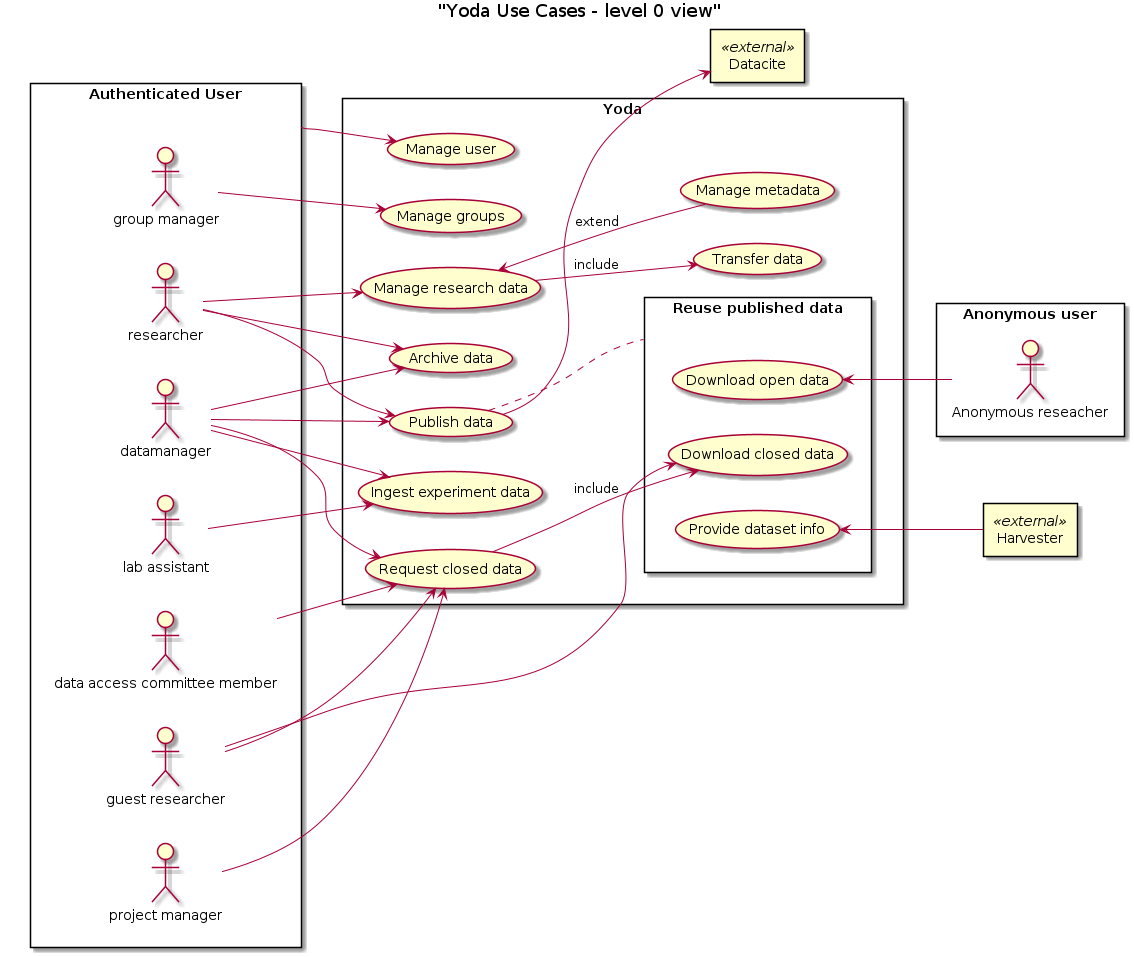 "Yoda Use Cases - level 0 view"
«external»
Datacite
Authenticated User
group manager
researcher
datamanager
lab assistant
data access committee member
guest researcher
project manager
Yoda
Manage user
Manage groups
Manage research data
Archive data
Publish data
Ingest experiment data
Request closed data
extend
include
include
Manage metadata
Transfer data
Reuse published data
Download open data
Download closed data
Provide dataset info
Anonymous user
Anonymous reseacher
«external»
Harvester